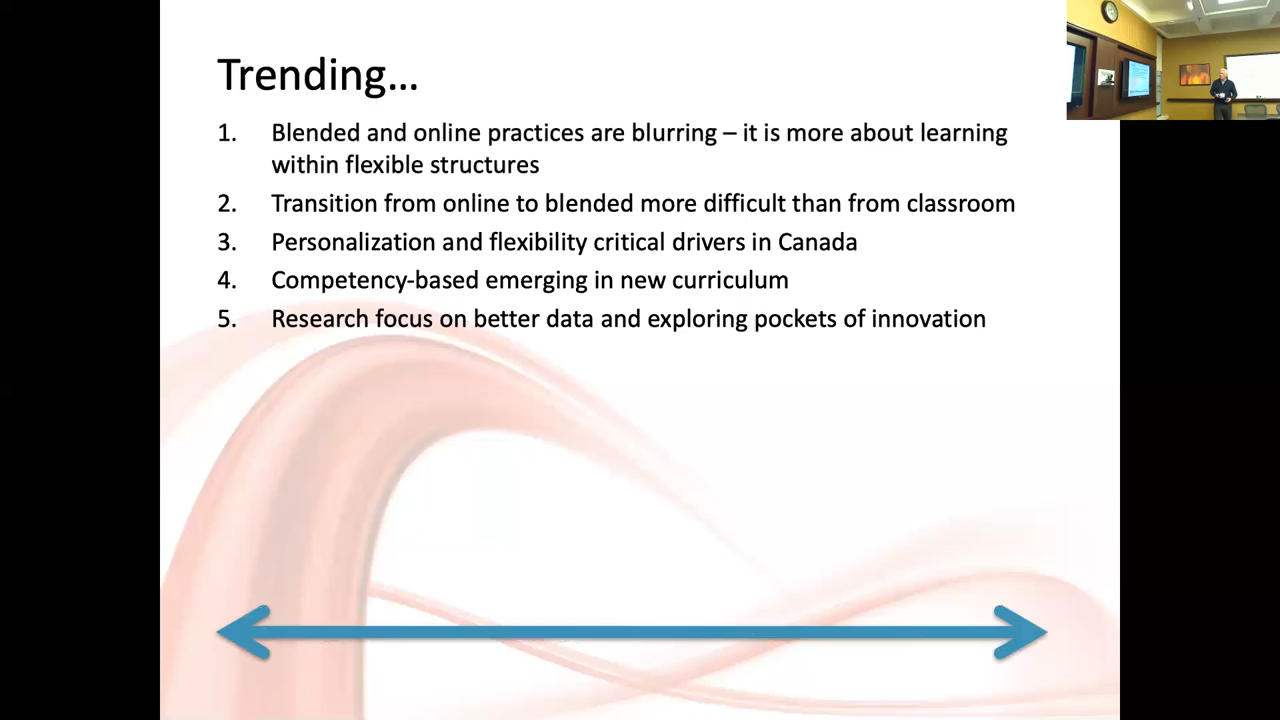 Trending...
1. Blended and online practices are blurring – it is more about learning
within flexible structures
2. Transition from online to blended more difficult than from classroom
3. Personalization and flexibility critical drivers in Canada
4. Competency-based emerging in new curriculum
5. Research focus on better data and exploring pockets of innovation